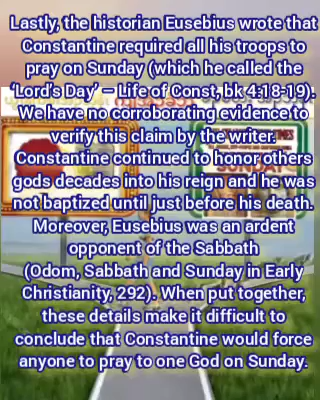 Lastly, the historian Eusebius wrote that
Constantine required all his troops to
pray on Sunday (which he called the
‘Lord’s Day’ – Life of Const, bk 4:18-19).
We have no corroborating evidence to
verify this claim by the writer.
Constantine continued to honor others
gods decades into his reign and he was
not baptized until just before his death.
Moreover, Eusebius was an ardent
opponent of the Sabbath
(Odom, Sabbath and Sunday in Early
Christianity, 292). When put together,
these details make it difficult to
conclude that Constantine would force
anyone to pray to one God on Sunday.
SUNDAY